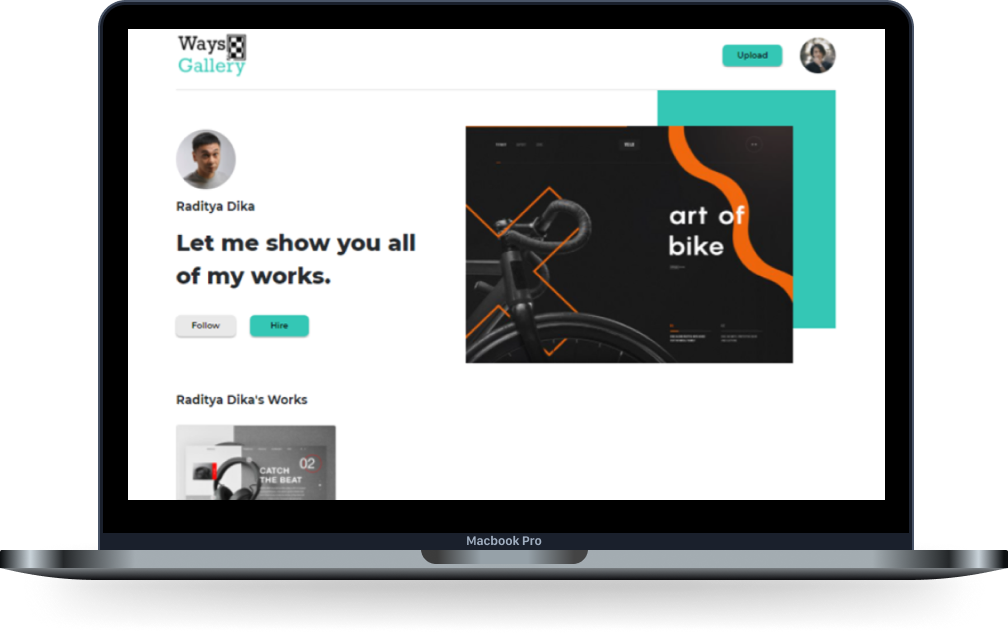 Ways
Gallery
Upload
Raditya Dika
Let me show you all
of my works.
Follow
Hire
art of
bike
Raditya Dika's Works
02
CATCH
THE BEAT
Macbook Pro